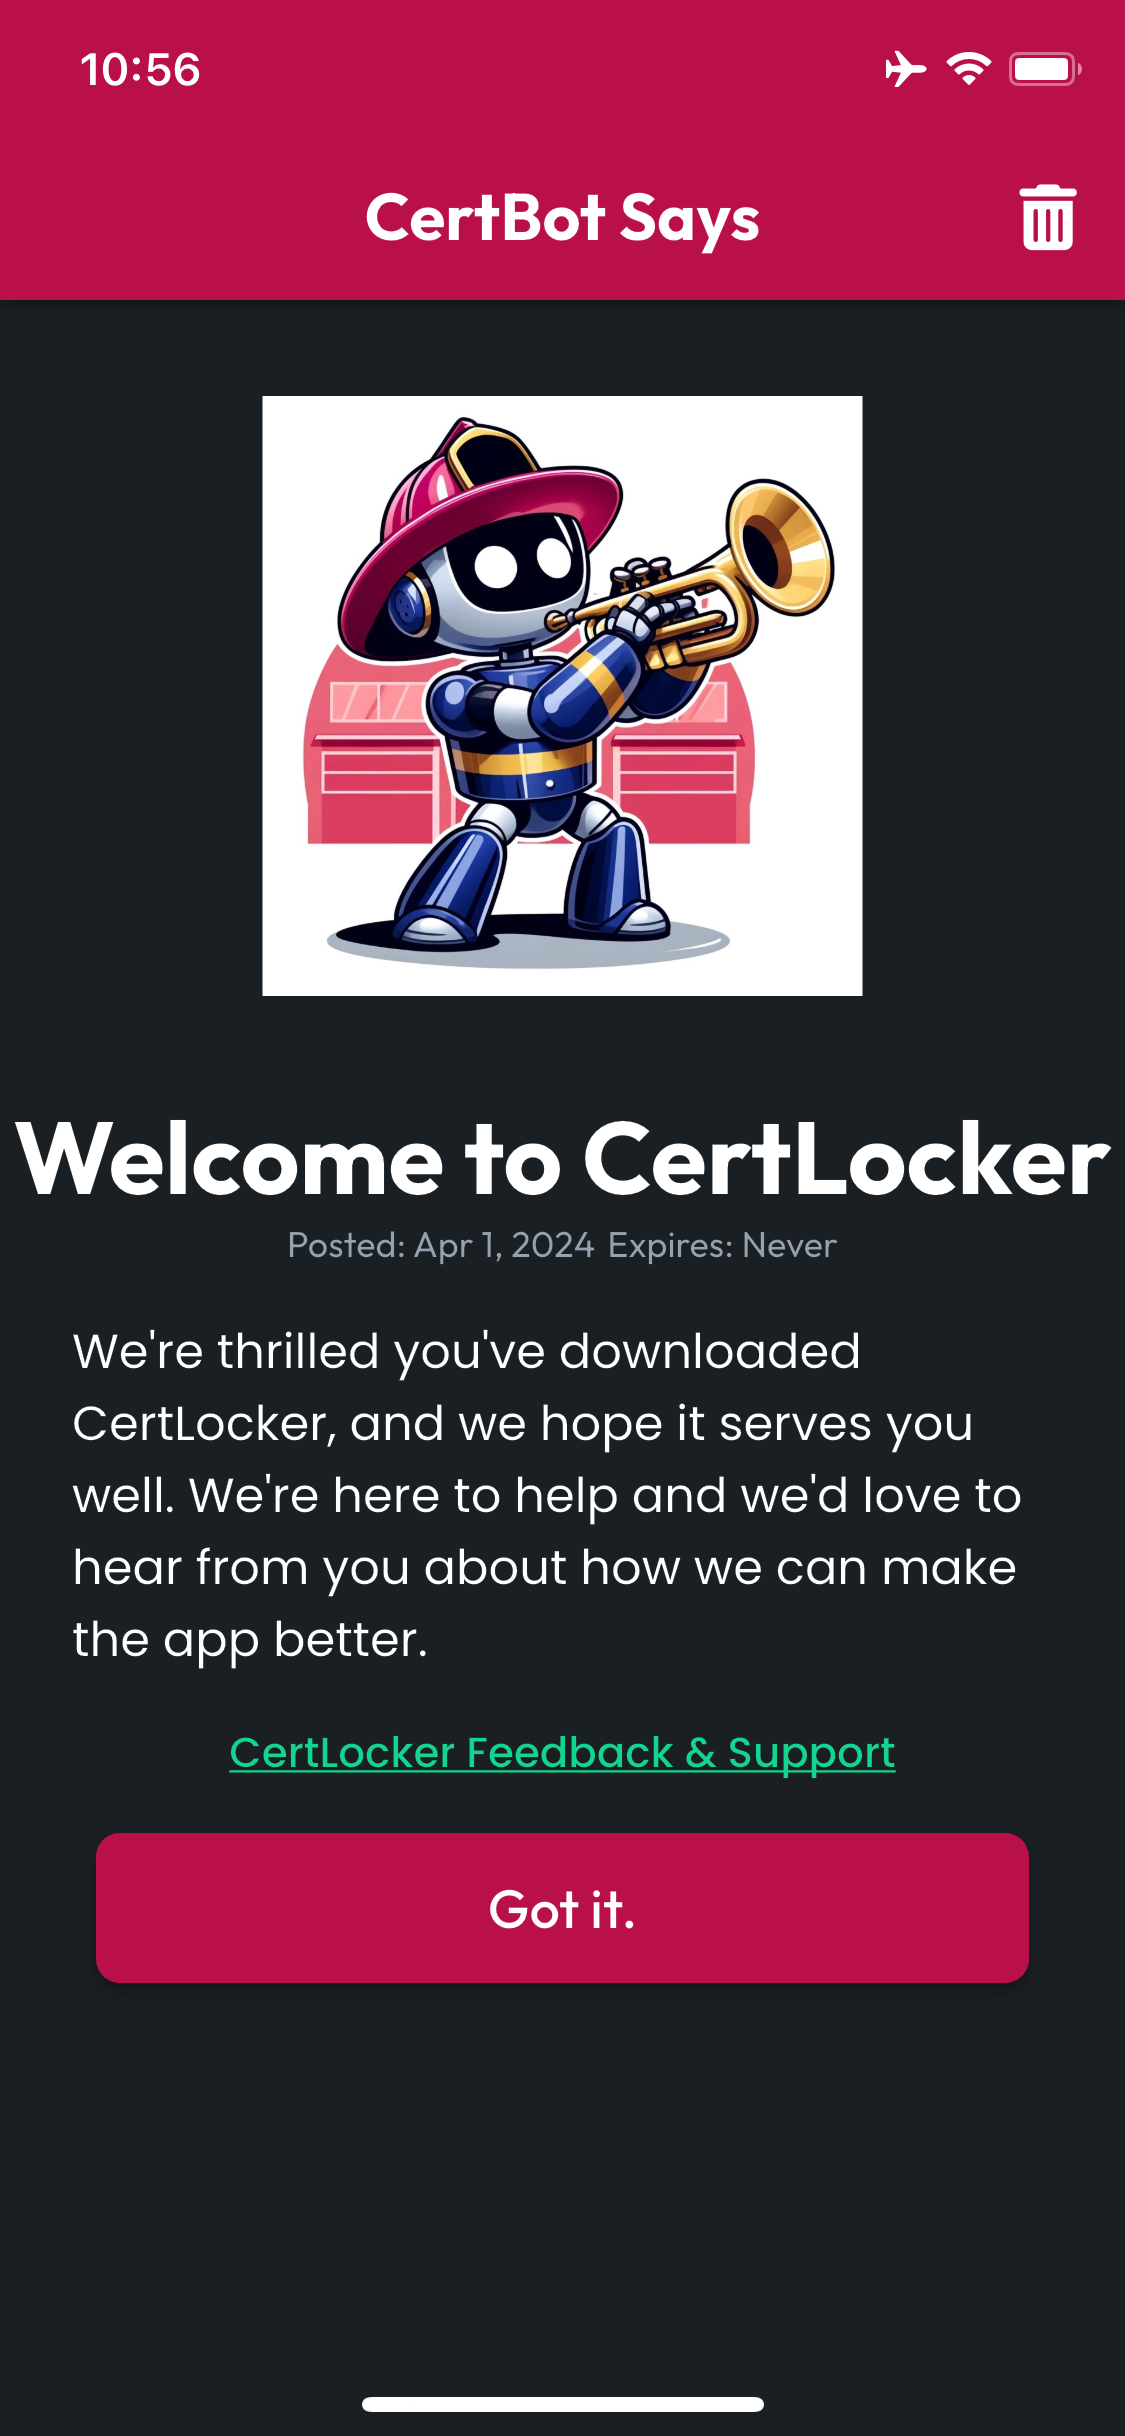 10:56
CertBot Says
Welcome to CertLocker
Posted: Apr 1, 2024 Expires: Never
We're thrilled you've downloaded
CertLocker, and we hope it serves you
well. We're here to help and we'd love to
hear from you about how we can make
the app better.
CertLocker Feedback & Support
Got it.